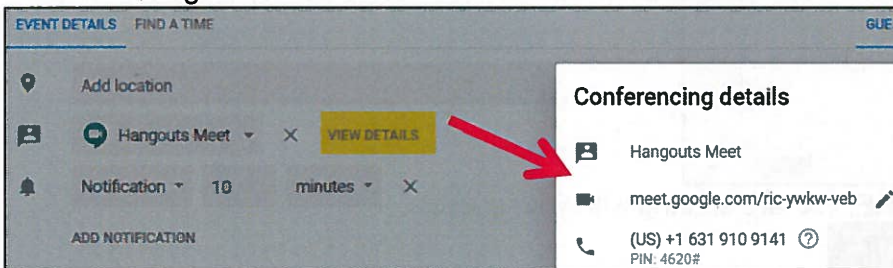 EVENT DETAILS FIND A TIME GUE
Add location
Hangouts Meet VIEW DETAILS
Notification 10 minutes
ADD NOTIFICATION
Conferencing details
Hangouts Meet
meet.google.com/ric-ywkw-veb
(US) +1 631 910 9141
PIN: 4620#